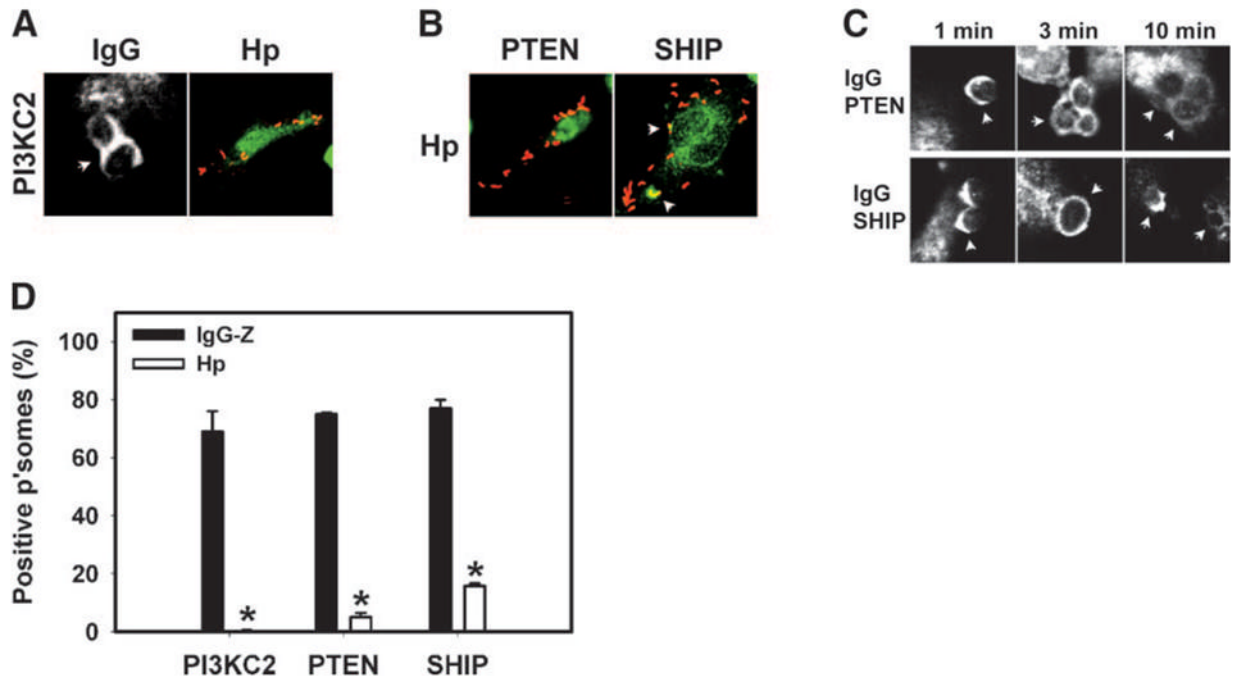 A
IgG Hp
PI3KC2
B
PTEN SHIP
Hp
C
1 min 3 min 10 min
IgG
PTEN
IgG
SHIP
D
Positive p'somes (%)
100
80
60
40
20
0
IgG-Z
Hp
* * *
PI3KC2 PTEN SHIP